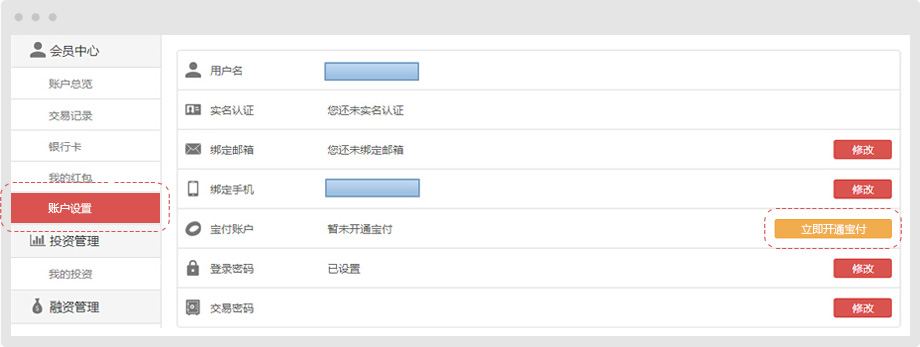 会员中心
账户总览
交易记录
银行卡
我的红包
账户设置
投资管理
我的投资
融资管理
用户名
实名认证 您还未实名认证
绑定邮箱 您还未绑定邮箱 修改
绑定手机 修改
宝付账户 暂未开通宝付 立即开通宝付
登录密码 已设置 修改
交易密码 修改